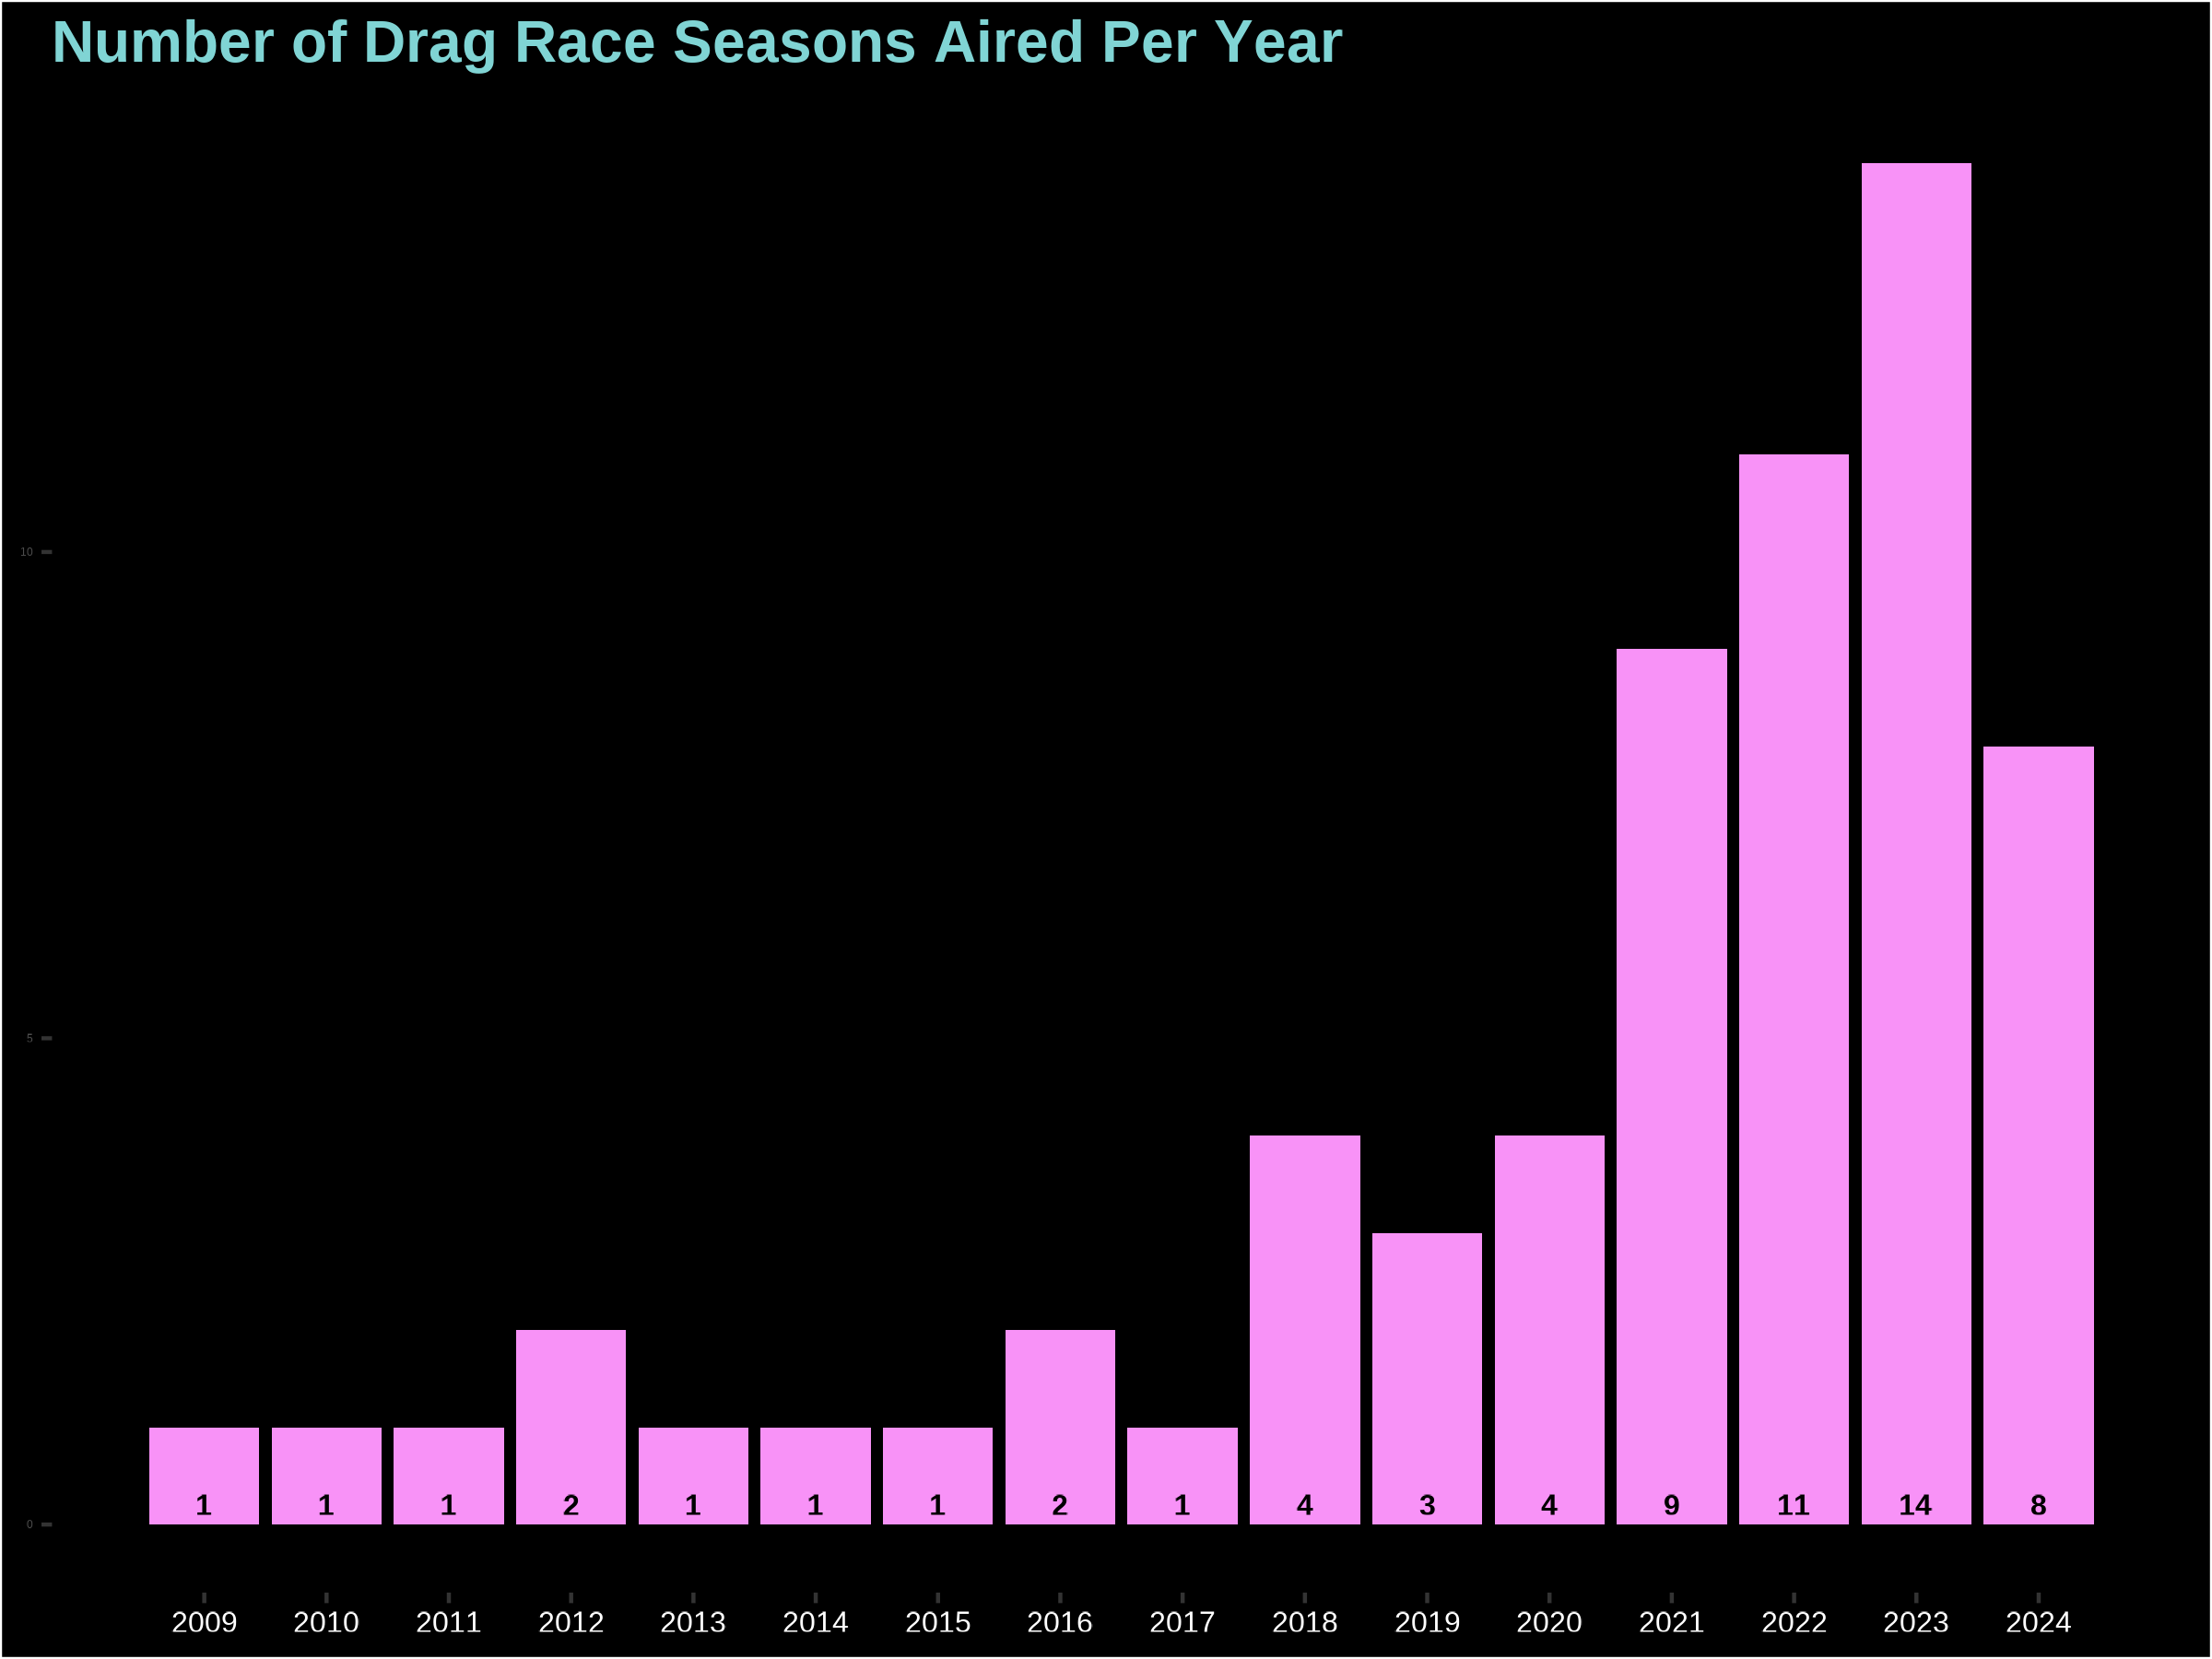 Number of Drag Race Seasons Aired Per Year
10
5
0
1 1 1 2 1 1 1 2 1 4 3 4 9 11 14 8
2009 2010 2011 2012 2013 2014 2015 2016 2017 2018 2019 2020 2021 2022 2023 2024